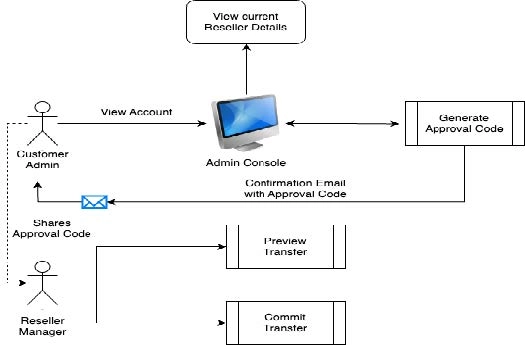 View current
Reseller Details
View Account
Generate
Approval Code
Customer
Admin
Admin Console
Confirmation Email
with Approval Code
Shares
Approval Code
Preview
Transfer
Reseller
Manager
Commit
Transfer